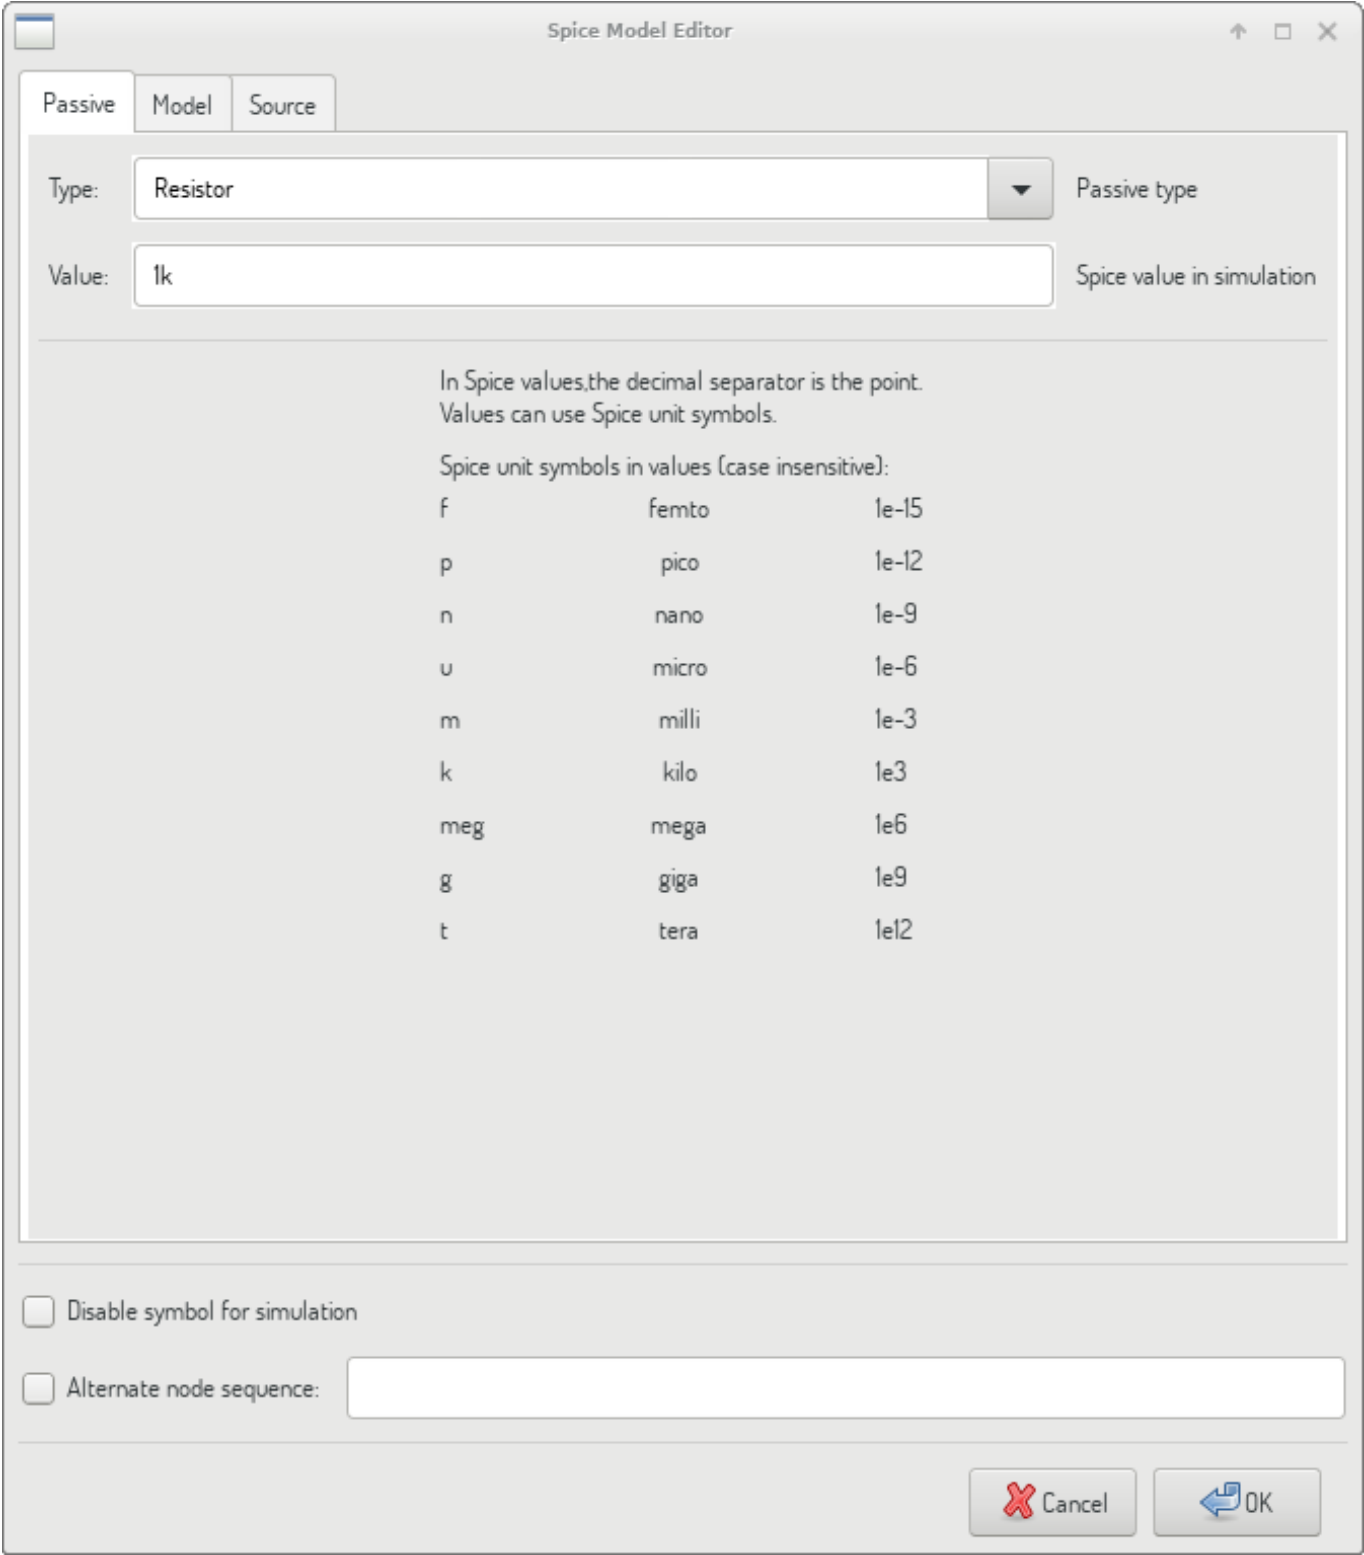 Spice Model Editor
Passive Model Source
Type: Resistor Passive type
Value: 1k Spice value in simulation
In Spice values,the decimal separator is the point.
Values can use Spice unit symbols.
Spice unit symbols in values (case insensitive):
f femto 1e-15
p pico 1e-12
n nano 1e-9
u micro 1e-6
m milli 1e-3
k kilo 1e3
meg mega 1e6
g giga 1e9
t tera 1e12
Disable symbol for simulation
Alternate node sequence:
Cancel OK